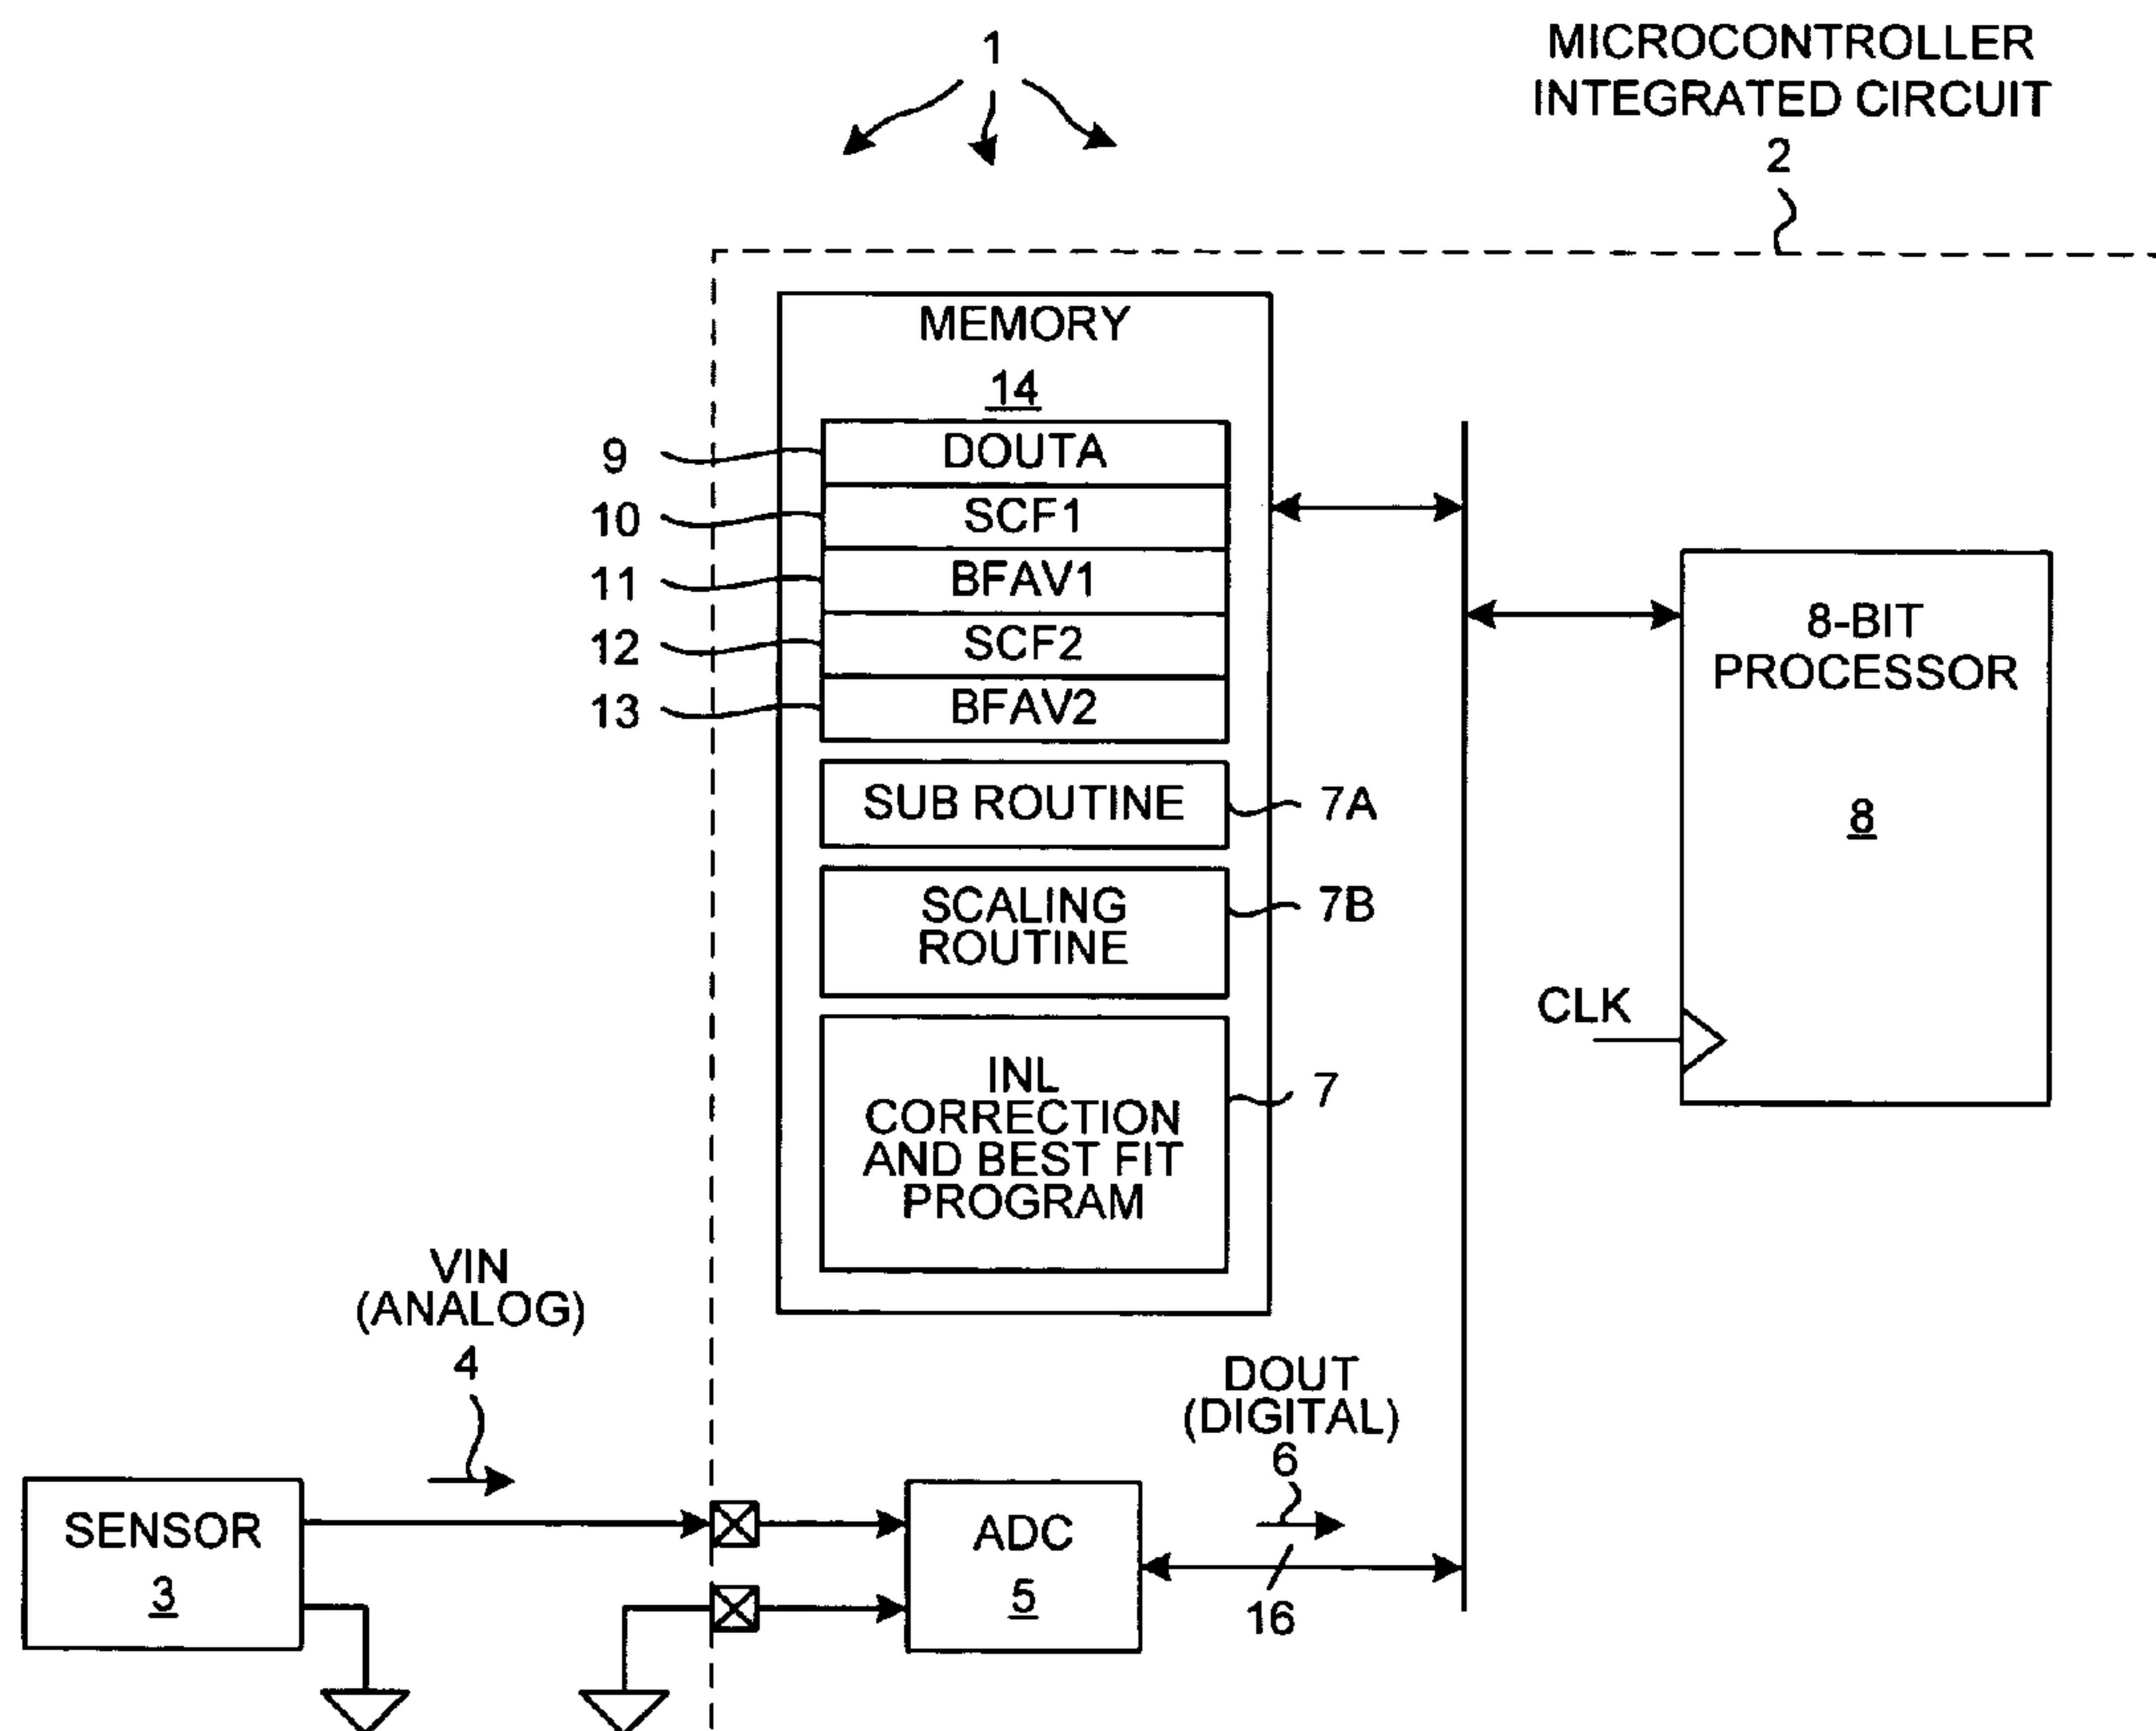 1
MICROCONTROLLER
INTEGRATED CIRCUIT
2
MEMORY
14
9
DOUTA
10
SCF1
11
BFAV1
12
SCF2
13
BFAV2
SUB ROUTINE
7A
SCALING
ROUTINE
7B
INL
CORRECTION
AND BEST FIT
PROGRAM
7
8-BIT
PROCESSOR
8
CLK
VIN
(ANALOG)
4
SENSOR
3
ADC
5
DOUT
(DIGITAL)
6
16